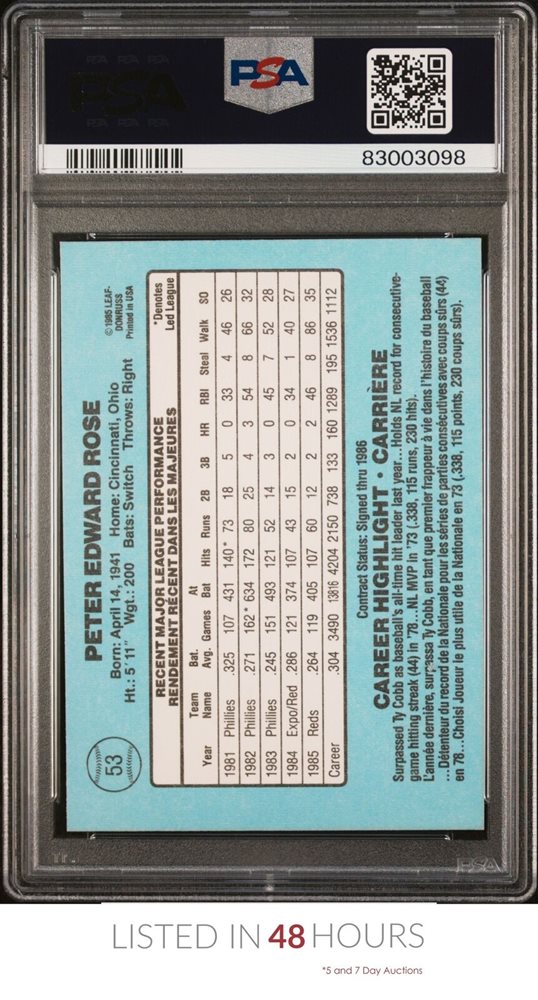 PSA
83003098
53
PETER EDWARD ROSE
Born: April 14, 1941 Home: Cincinnati, Ohio
Ht.: 5'11" Wgt.: 200 Bats: Switch Throws: Right
© 1985 LEAF-
DONRUSS
Printed in USA
RECENT MAJOR LEAGUE PERFORMANCE
RENDEMENT RÉCENT DANS LES MAJEURES
*Denotes
Led League
Year Team Name Bat. Avg. Games At Bat Hits Runs 2B 3B HR RBI Steal Walk SO
1981 Phillies .325 107 431 140* 73 18 5 0 33 4 46 26
1982 Phillies .271 162* 634 172 80 25 4 3 54 8 66 32
1983 Phillies .245 151 493 121 52 14 3 0 45 7 52 28
1984 Expo/Red .286 121 374 107 43 15 2 0 34 1 40 27
1985 Reds .264 119 405 107 60 12 2 2 46 8 86 35
Career .304 3490 13816 4204 2150 738 133 160 1289 195 1536 1112
Contract Status: Signed thru 1986
CAREER HIGHLIGHT • CARRIÈRE
Surpassed Ty Cobb as baseball's all-time hit leader last year...Holds NL record for consecutive-
game hitting streak (44) in '78...NL MVP in '73 (.338, 115 runs, 230 hits).
L'année dernière, surpassa Ty Cobb, en tant que premier frappeur à vie dans l'histoire du baseball
...Détenteur du record de la Nationale pour les séries de parties consécutives avec coups sûrs (44)
en 78...Choisi Joueur le plus utile de la Nationale en 73 (.338, 115 points, 230 coups sûrs).
PSA
LISTED IN 48 HOURS
*5 and 7 Day Auctions